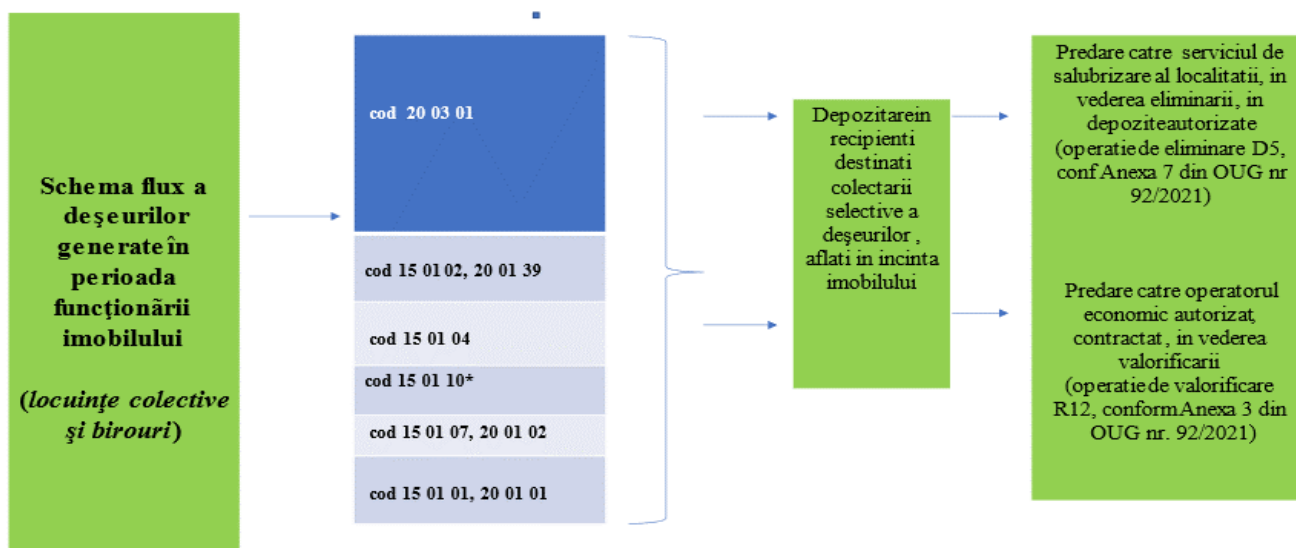 Schema flux a
deşeurilor
generate în
perioada
funcţionării
imobilului
(locuinţe colective
şi birouri)
cod 20 03 01
cod 15 01 02, 20 01 39
cod 15 01 04
cod 15 01 10*
cod 15 01 07, 20 01 02
cod 15 01 01, 20 01 01
Depozitarein
recipienti
destinati
colectarii
selective a
deşeurilor ,
aflati in incinta
imobilului
Predare catre serviciul de
salubrizare al localitatii, in
vederea eliminarii, in
depoziteautorizate
(operatie de eliminare D5,
conf Anexa 7 din OUG nr
92/2021)
Predare catre operatorul
economic autorizat,
contractat , in vederea
valorificarii
(operatie de valorificare
R12, conform Anexa 3 din
OUG nr. 92/2021)